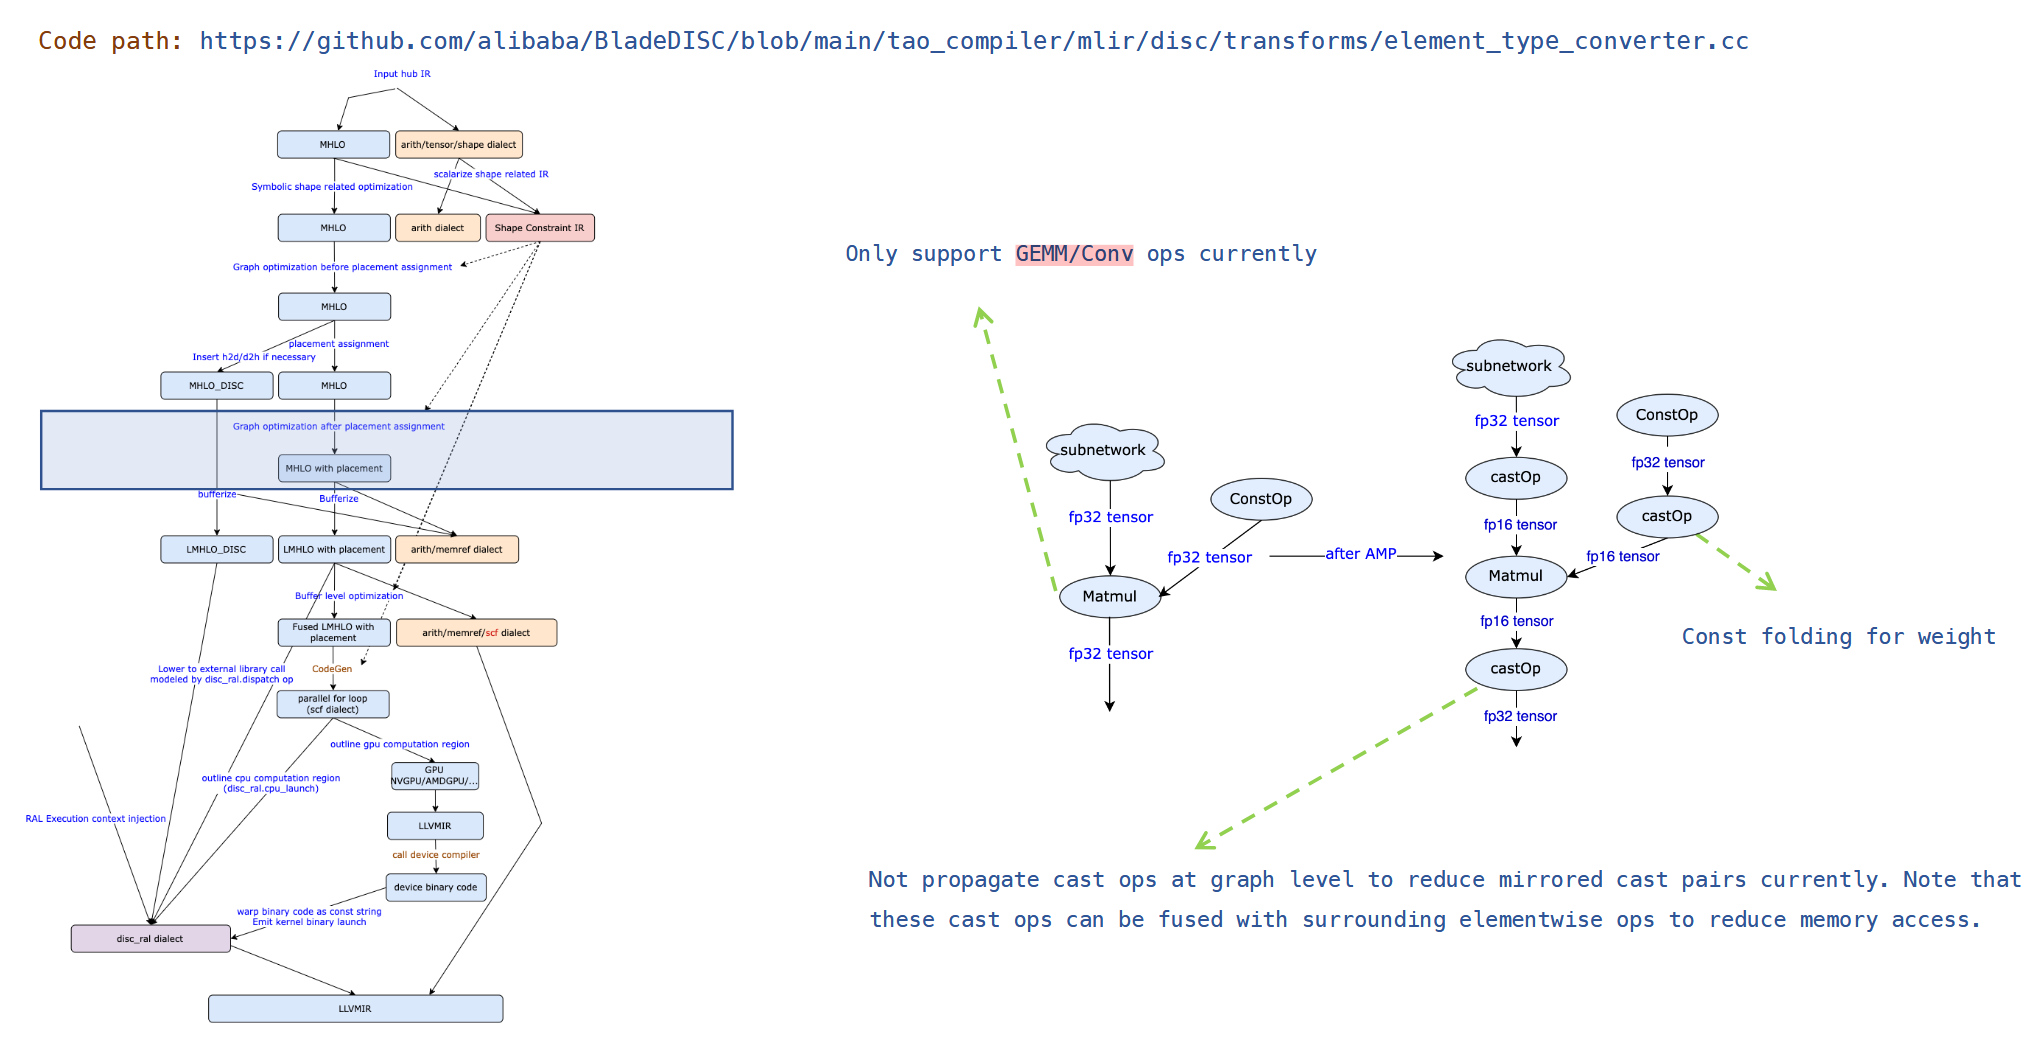 Code path: https://github.com/alibaba/BladeDISC/blob/main/tao_compiler/mlir/disc/transforms/element_type_converter.cc
Input hub IR
MHLO
arith/tensor/shape dialect
scalarize shape related IR
Symbolic shape related optimization
MHLO
arith dialect
Shape Constraint IR
Graph optimization before placement assignment
MHLO
placement assignment
Insert h2d/d2h if necessary
MHLO_DISC
MHLO
Graph optimization after placement assignment
MHLO with placement
bufferize
Bufferize
LMHLO_DISC
LMHLO with placement
arith/memref dialect
Buffer level optimization
Fused LMHLO with
placement
arith/memref/scf dialect
CodeGen
Lower to external library call
modeled by disc_ral.dispatch op
parallel for loop
(scf dialect)
outline gpu computation region
GPU
NVGPU/AMDGPU/...
outline cpu computation region
(disc_ral.cpu_launch)
RAL Execution context injection
LLVMIR
call device compiler
device binary code
warp binary code as const string
Emit kernel binary launch
disc_ral dialect
LLVMIR
Only support GEMM/Conv ops currently
subnetwork
ConstOp
fp32 tensor
fp32 tensor
Matmul
fp32 tensor
after AMP
subnetwork
fp32 tensor
ConstOp
fp32 tensor
castOp
castOp
fp16 tensor
fp16 tensor
Matmul
fp16 tensor
castOp
fp32 tensor
Const folding for weight
Not propagate cast ops at graph level to reduce mirrored cast pairs currently. Note that
these cast ops can be fused with surrounding elementwise ops to reduce memory access.